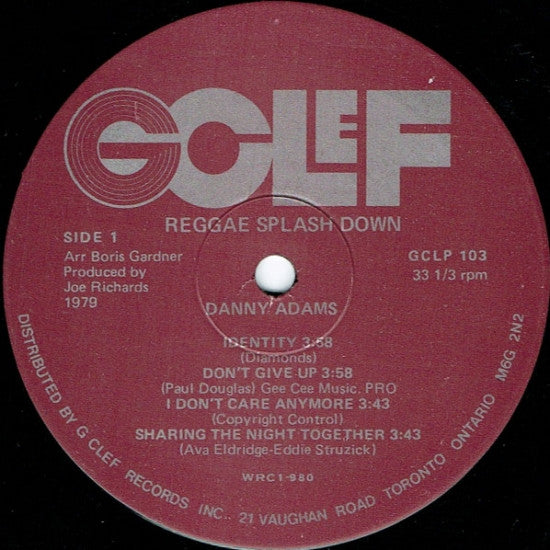 G CLEF
REGGAE SPLASH DOWN
SIDE 1
Arr Boris Gardner
Produced by
Joe Richards
1979
GCLP 103
33 1/3 rpm
DANNY ADAMS
IDENTITY 3:58
(Diamonds)
DON'T GIVE UP 3:58
(Paul Douglas) Gee Cee Music. PRO
I DON'T CARE ANYMORE 3:43
(Copyright Control)
SHARING THE NIGHT TOGETHER 3:43
(Ava Eldridge-Eddie Struzick)
WRC1-980
DISTRIBUTED BY G CLEF RECORDS INC.. 21 VAUGHAN ROAD TORONTO ONTARIO M6G 2N2